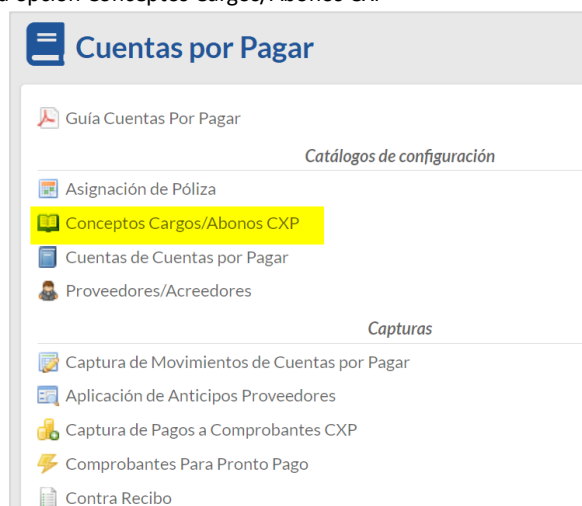 opción Conceptos Cargos/Abonos CXP
Cuentas por Pagar
Guía Cuentas Por Pagar
Catálogos de configuración
Asignación de Póliza
Conceptos Cargos/Abonos CXP
Cuentas de Cuentas por Pagar
Proveedores/Acreedores
Capturas
Captura de Movimientos de Cuentas por Pagar
Aplicación de Anticipos Proveedores
Captura de Pagos a Comprobantes CXP
Comprobantes Para Pronto Pago
Contra Recibo